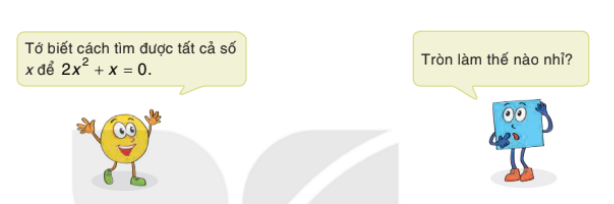 Tớ biết cách tìm được tất cả số
x để 2x² + x = 0.
Tròn làm thế nào nhỉ?